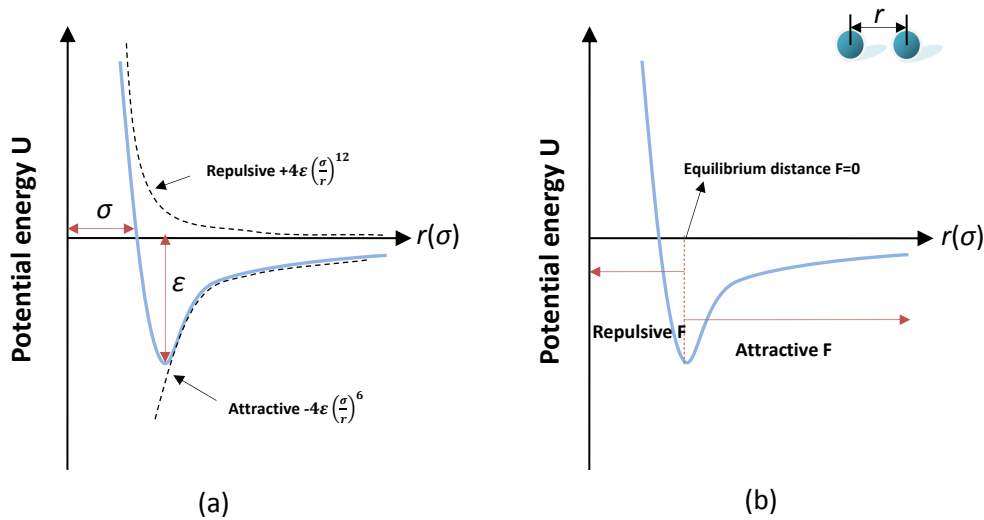 Potential energy U
σ
Repulsive +4ε(σ/r)^12
r(σ)
ε
Attractive -4ε(σ/r)^6
(a)
r
Potential energy U
Equilibrium distance F=0
r(σ)
Repulsive F
Attractive F
(b)